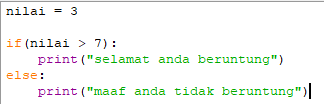 nilai = 3
if(nilai > 7):
    print("selamat anda beruntung")
else:
    print("maaf anda tidak beruntung")